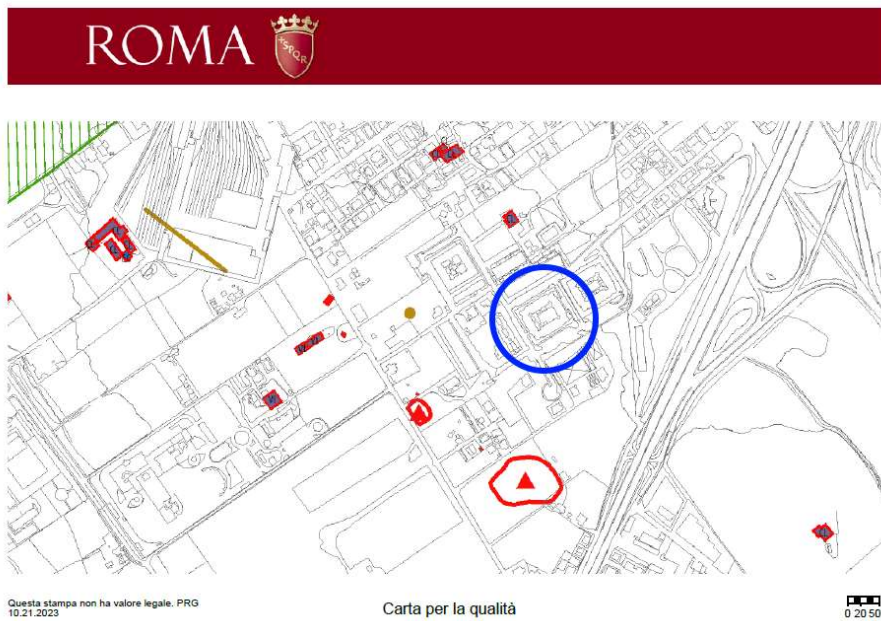 ROMA
SPQR
Questa stampa non ha valore legale. PRG
10.21.2023
Carta per la qualità
0 20 50